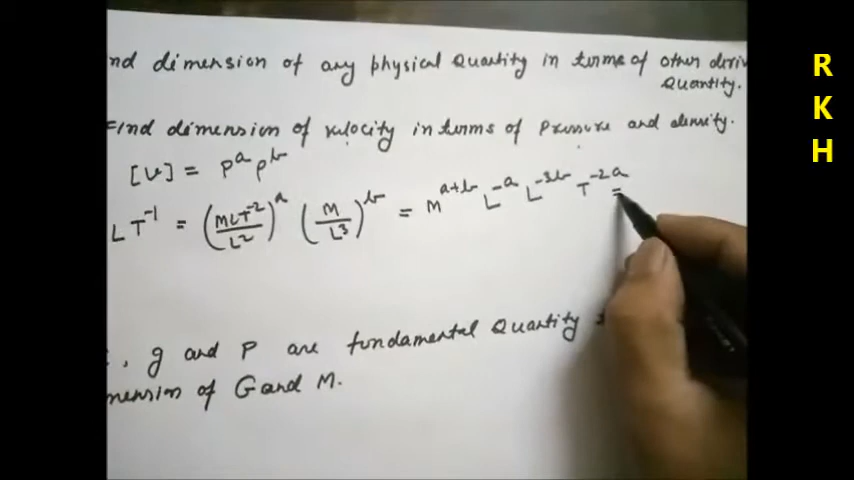 nd dimension of any physical Quantity in terms of other deriv
Quantity.
Find dimension of velocity in terms of Pressure and density.
[V] = P^a ρ^b
LT^-1 = (MLT^-2/L^2)^a (M/L^3)^b = M^a+b L^-a L^-3b T^-2a =
, g and P are fundamental Quantity
mension of G and M.
R
K
H